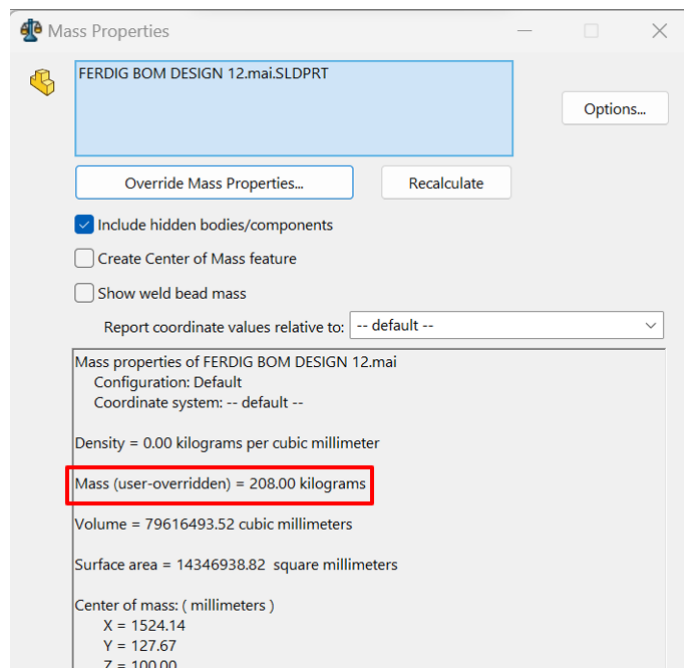 Mass Properties
FERDIG BOM DESIGN 12.mai.SLDPRT
Options...
Override Mass Properties...
Recalculate
Include hidden bodies/components
Create Center of Mass feature
Show weld bead mass
Report coordinate values relative to: -- default --
Mass properties of FERDIG BOM DESIGN 12.mai
Configuration: Default
Coordinate system: -- default --
Density = 0.00 kilograms per cubic millimeter
Mass (user-overridden) = 208.00 kilograms
Volume = 79616493.52 cubic millimeters
Surface area = 14346938.82 square millimeters
Center of mass: ( millimeters )
X = 1524.14
Y = 127.67
Z = 100.00